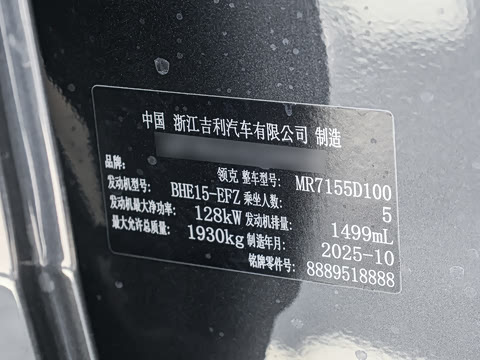 中国 浙江吉利汽车有限公司 制造
品牌： 领克 整车型号： MR7155D100
发动机型号： BHE15-EFZ 乘坐人数： 5
发动机最大净功率： 128kW 发动机排量： 1499mL
最大允许总质量： 1930kg 制造年月： 2025-10
铭牌零件号： 8889518888